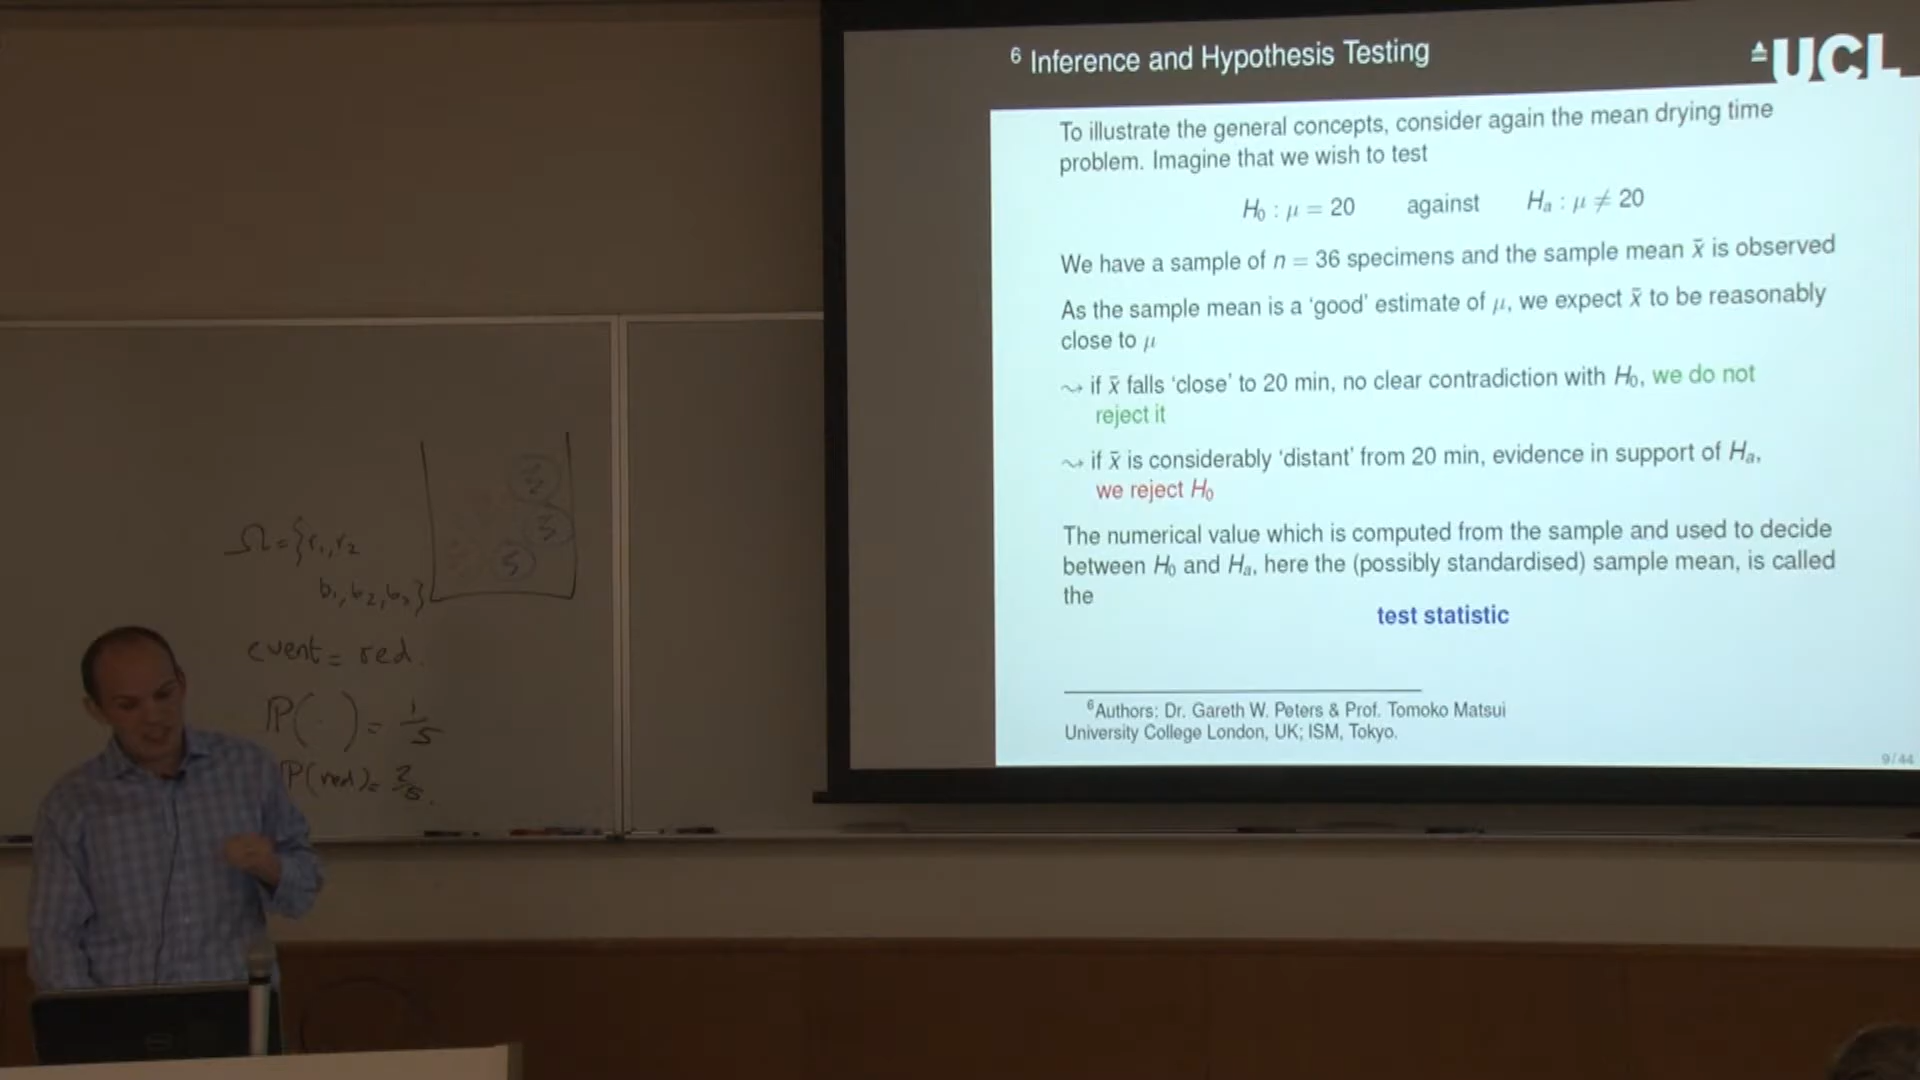 Ω = {r₁, r₂
b₁, b₂, b₃}
event = red.
ℙ( ) = 1/5
ℙ(red) = 2/5.
⁶ Inference and Hypothesis Testing
UCL
To illustrate the general concepts, consider again the mean drying time
problem. Imagine that we wish to test
H₀ : μ = 20 against Hₐ : μ ≠ 20
We have a sample of n = 36 specimens and the sample mean x̄ is observed
As the sample mean is a ‘good’ estimate of μ, we expect x̄ to be reasonably
close to μ
⇝ if x̄ falls ‘close’ to 20 min, no clear contradiction with H₀, we do not
reject it
⇝ if x̄ is considerably ‘distant’ from 20 min, evidence in support of Hₐ,
we reject H₀
The numerical value which is computed from the sample and used to decide
between H₀ and Hₐ, here the (possibly standardised) sample mean, is called
the
test statistic
⁶Authors: Dr. Gareth W. Peters & Prof. Tomoko Matsui
University College London, UK; ISM, Tokyo.
9/44